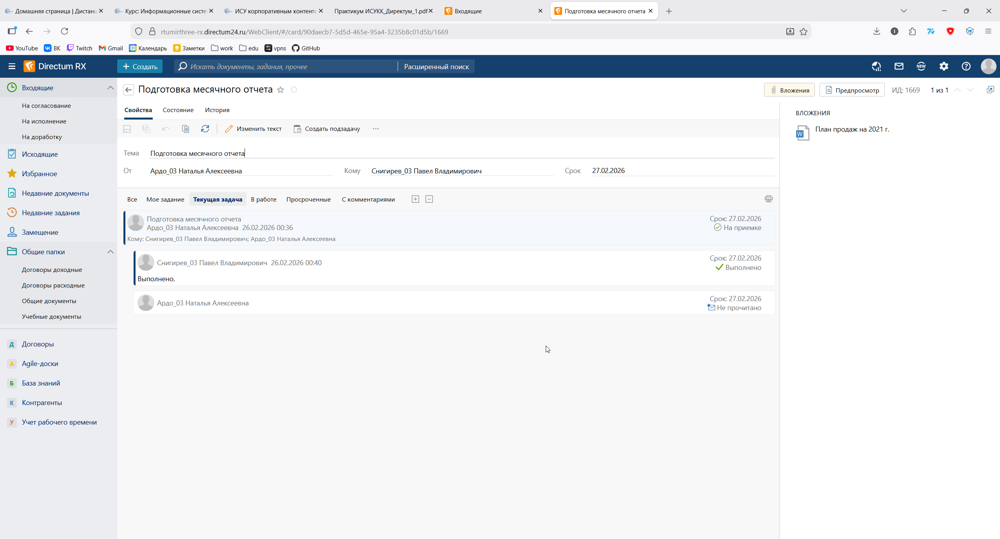 Домашняя страница | Дистанц
Курс: Информационные систе
ИСУ корпоративным контенто
Практикум ИСУКК_Директум_1.pdf
Входящие
Подготовка месячного отчета
rtumirthree-rx.directum24.ru/WebClient/#/card/90daecb7-5d5d-465e-95a4-3235b8c01d5b/1669
YouTube
ВК
Twitch
Gmail
31
Календарь
Заметки
work
edu
vpns
GitHub
Directum RX
Создать
Искать документы, задания, прочее
Расширенный поиск
NEW
Входящие
На согласование
На исполнение
На доработку
Исходящие
Избранное
Недавние документы
Недавние задания
Замещение
Общие папки
Договоры доходные
Договоры расходные
Общие документы
Учебные документы
Д Договоры
А Agile-доски
Б База знаний
К Контрагенты
У Учет рабочего времени
Подготовка месячного отчета
Вложения
Предпросмотр
ИД: 1669
1 из 1
Свойства
Состояние
История
Изменить текст
Создать подзадачу
Тема
Подготовка месячного отчета
От
Ардо_03 Наталья Алексеевна
Кому
Снигирев_03 Павел Владимирович
Срок
27.02.2026
Все
Мое задание
Текущая задача
В работе
Просроченные
С комментариями
Подготовка месячного отчета
Срок: 27.02.2026
Ардо_03 Наталья Алексеевна 26.02.2026 00:36
На приемке
Кому: Снигирев_03 Павел Владимирович; Ардо_03 Наталья Алексеевна
Снигирев_03 Павел Владимирович 26.02.2026 00:40
Срок: 27.02.2026
Выполнено
Выполнено.
Ардо_03 Наталья Алексеевна
Срок: 27.02.2026
Не прочитано
ВЛОЖЕНИЯ
W
План продаж на 2021 г.